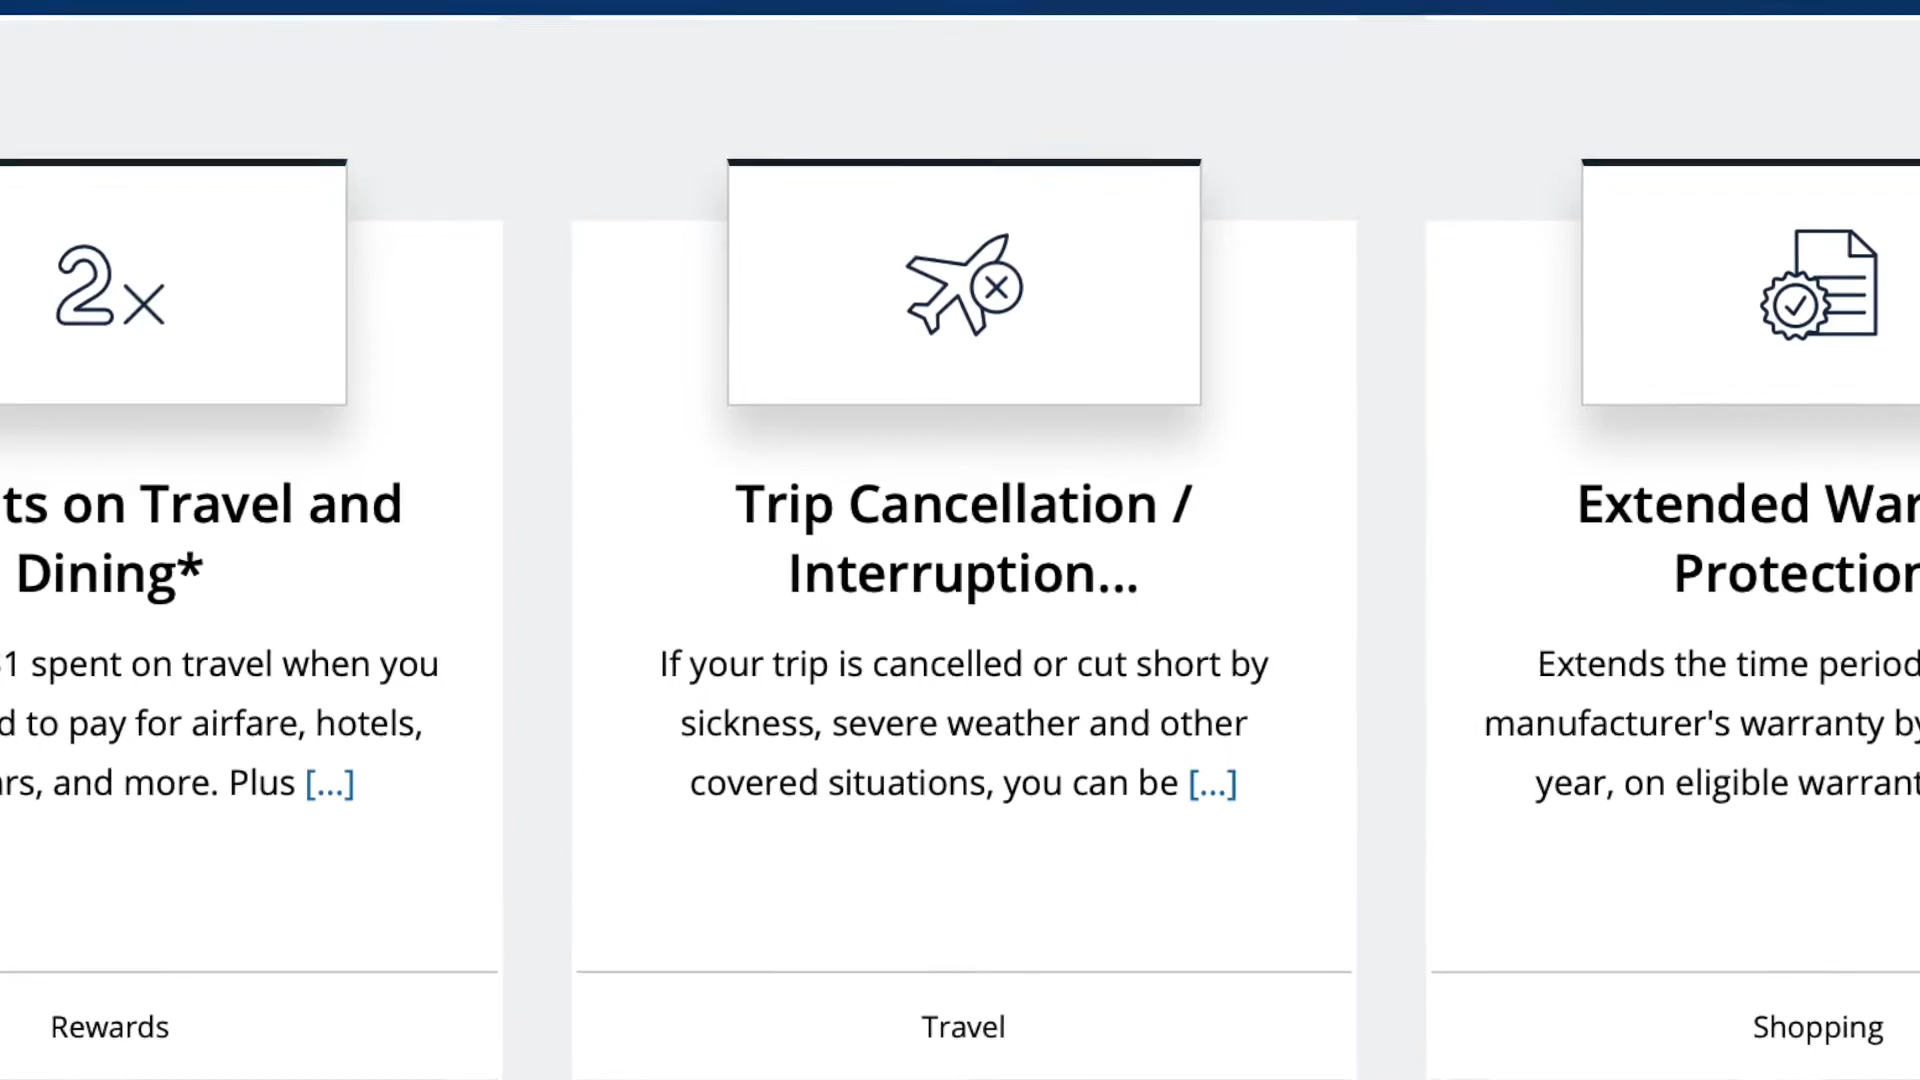 2x
ts on Travel and
Dining*
1 spent on travel when you
d to pay for airfare, hotels,
rs, and more. Plus [...]
Rewards
Trip Cancellation /
Interruption...
If your trip is cancelled or cut short by
sickness, severe weather and other
covered situations, you can be [...]
Travel
Extended War
Protection
Extends the time period
manufacturer's warranty by
year, on eligible warrant
Shopping